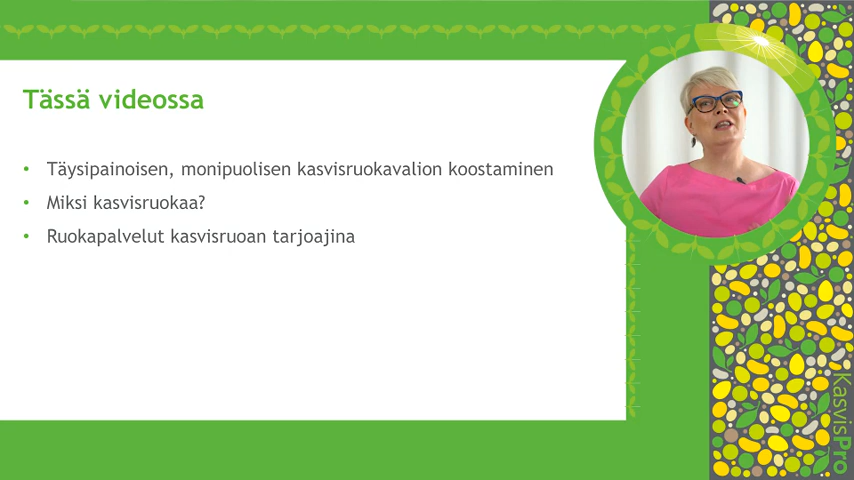 Tässä videossa
• Täysipainoisen, monipuolisen kasvisruokavalion koostaminen
• Miksi kasvisruokaa?
• Ruokapalvelut kasvisruoan tarjoajina
KasvisPro